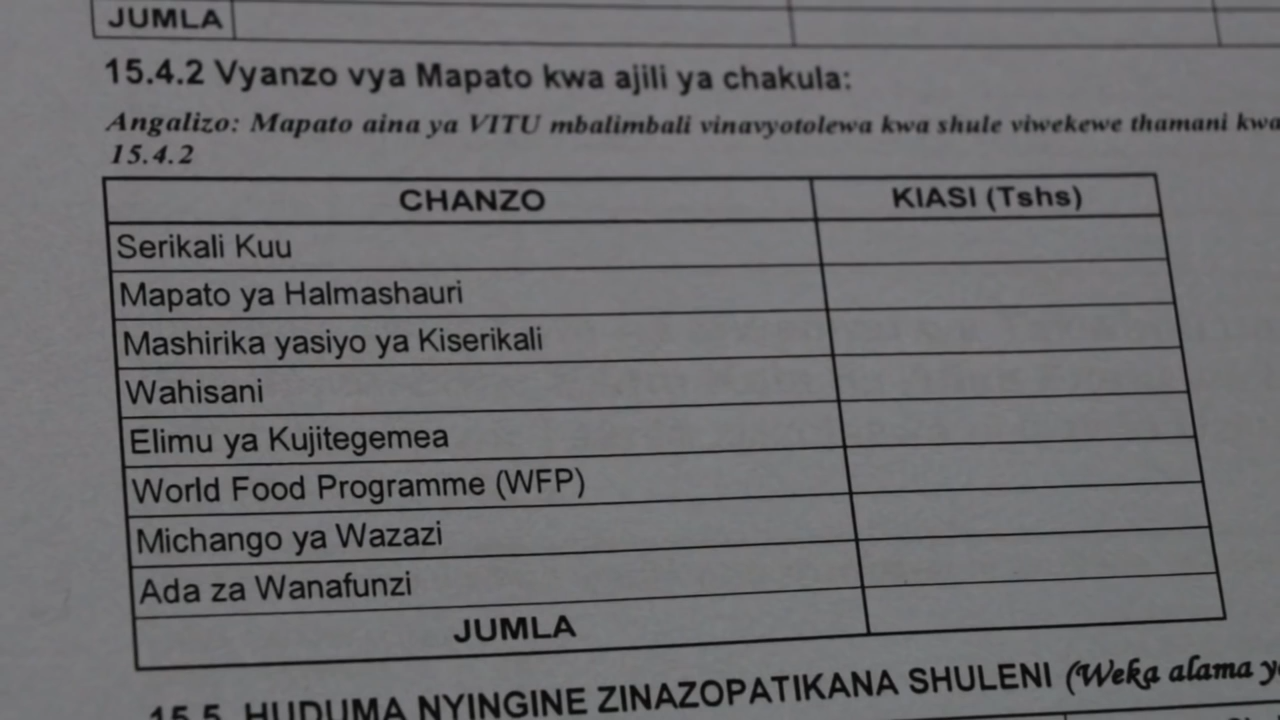 JUMLA
15.4.2 Vyanzo vya Mapato kwa ajili ya chakula:
Angalizo: Mapato aina ya VITU mbalimbali vinavyotolewa kwa shule viwekewe thamani kwa
15.4.2
CHANZO KIASI (Tshs)
Serikali Kuu
Mapato ya Halmashauri
Mashirika yasiyo ya Kiserikali
Wahisani
Elimu ya Kujitegemea
World Food Programme (WFP)
Michango ya Wazazi
Ada za Wanafunzi
JUMLA
15.5 HUDUMA NYINGINE ZINAZOPATIKANA SHULENI (Weka alama